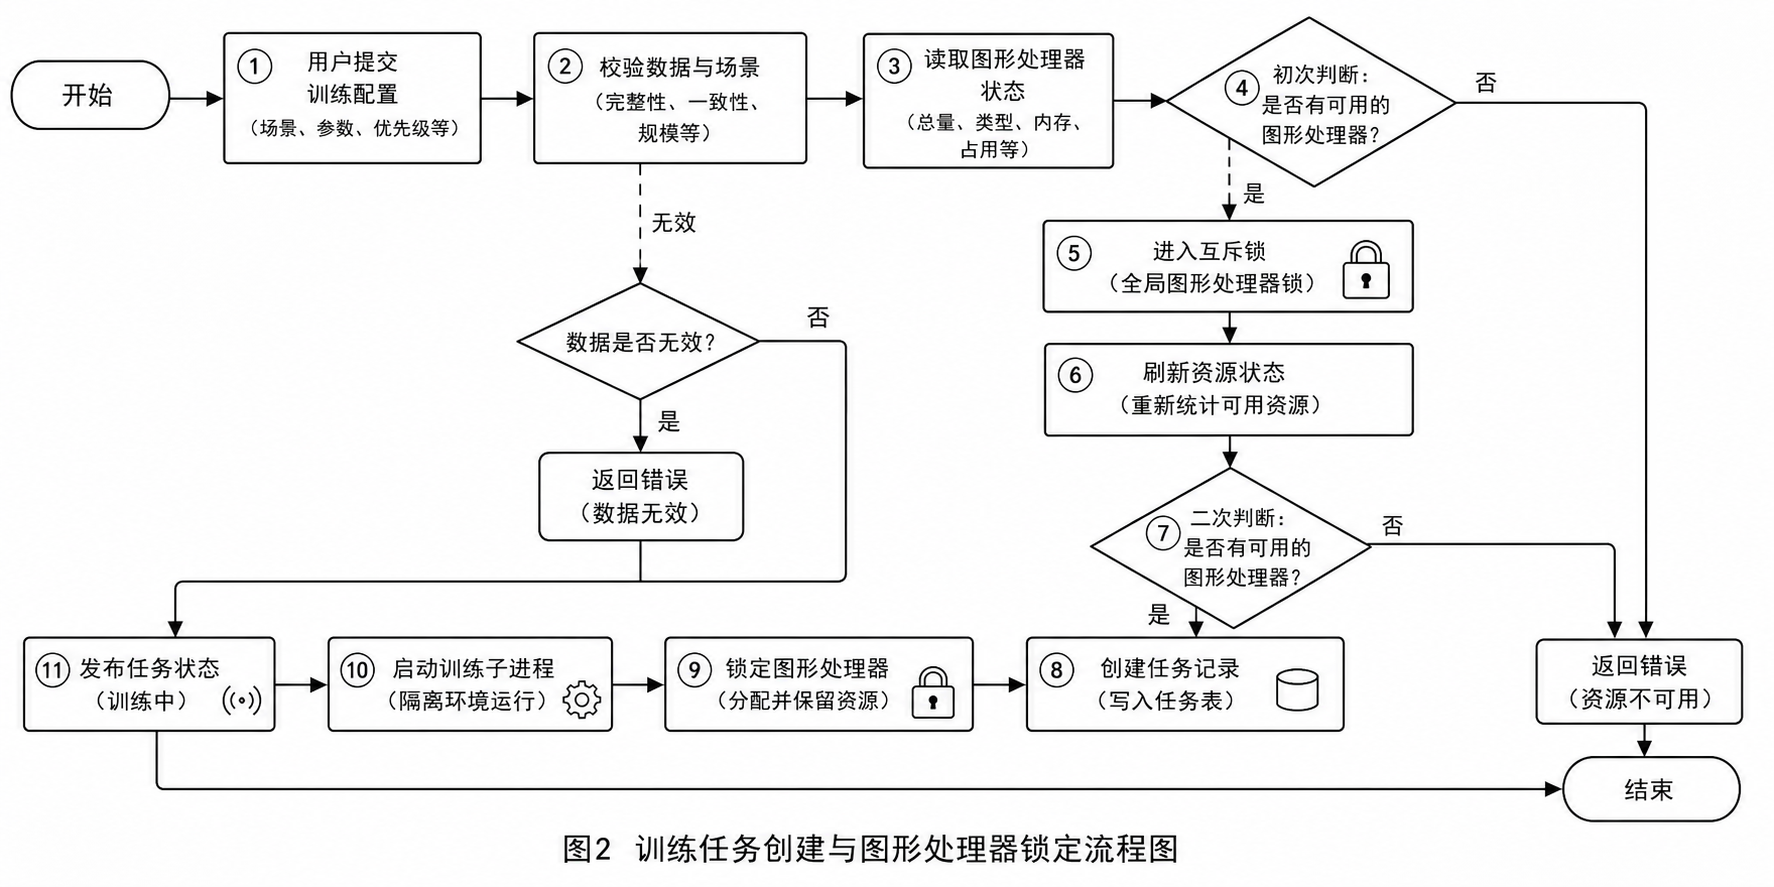 开始
① 用户提交
训练配置
（场景、参数、优先级等）
② 校验数据与场景
（完整性、一致性、
规模等）
③ 读取图形处理器
状态
（总量、类型、内存、
占用等）
④ 初次判断：
是否有可用的
图形处理器？
否
是
无效
⑤ 进入互斥锁
（全局图形处理器锁）
数据是否无效？
否
⑥ 刷新资源状态
（重新统计可用资源）
是
返回错误
（数据无效）
⑦ 二次判断：
是否有可用的
图形处理器？
否
是
⑪ 发布任务状态
（训练中）
⑩ 启动训练子进程
（隔离环境运行）
⑨ 锁定图形处理器
（分配并保留资源）
⑧ 创建任务记录
（写入任务表）
返回错误
（资源不可用）
结束
图2 训练任务创建与图形处理器锁定流程图